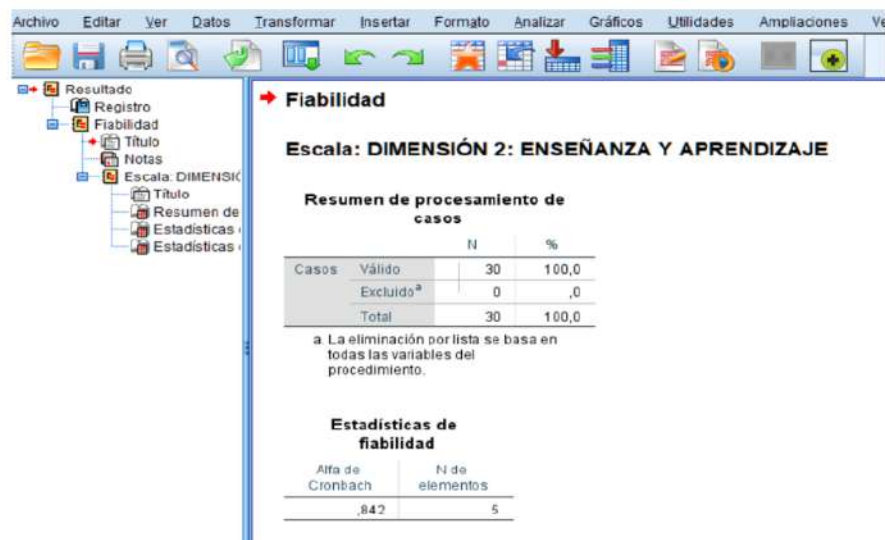 Archivo Editar Ver Datos Transformar Insertar Formato Analizar Gráficos Utilidades Ampliaciones
Resultado
Registro
Fiabilidad
Título
Notas
Escala: DIMENSIÓ
Título
Resumen de
Estadísticas
Estadísticas
Fiabilidad
Escala: DIMENSIÓN 2: ENSEÑANZA Y APRENDIZAJE
Resumen de procesamiento de
casos
N %
Casos Válido 30 100,0
Excluido^a 0 ,0
Total 30 100,0
a. La eliminación por lista se basa en
todas las variables del
procedimiento.
Estadísticas de
fiabilidad
Alfa de N de
Cronbach elementos
,842 5